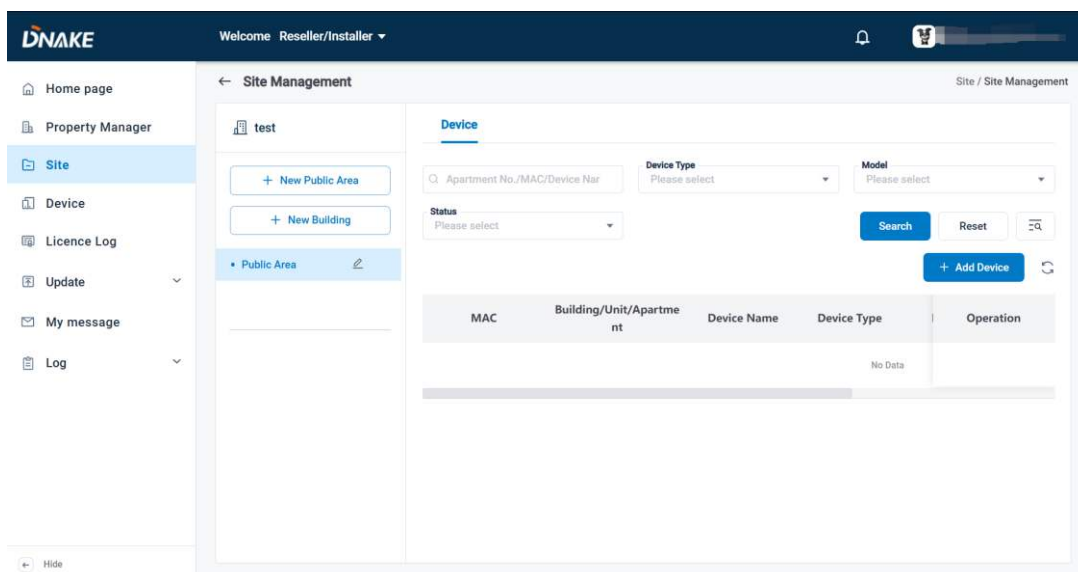 DNAKE
Welcome Reseller/Installer
Home page
Property Manager
Site
Device
Licence Log
Update
My message
Log
Hide
← Site Management
Site / Site Management
test
+ New Public Area
+ New Building
• Public Area
Device
Apartment No./MAC/Device Nar
Device Type
Please select
Model
Please select
Status
Please select
Search
Reset
+ Add Device
MAC
Building/Unit/Apartme
nt
Device Name
Device Type
Operation
No Data